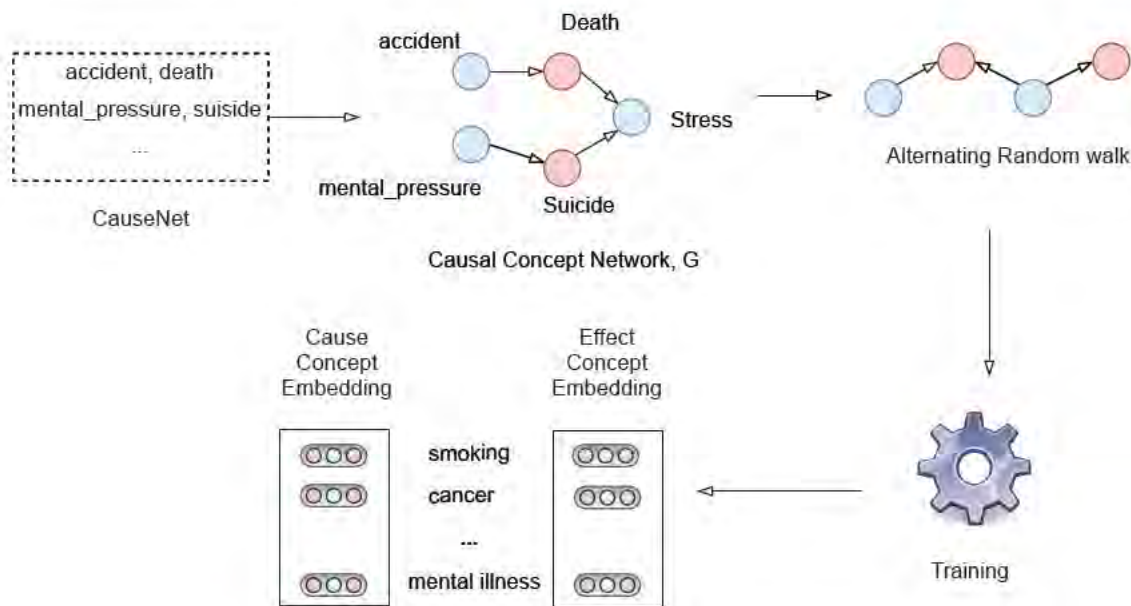 accident, death
mental_pressure, suiside
...
CauseNet
accident
Death
Stress
mental_pressure
Suicide
Causal Concept Network, G
Alternating Random walk
Cause
Concept
Embedding
Effect
Concept
Embedding
smoking
cancer
...
mental illness
Training